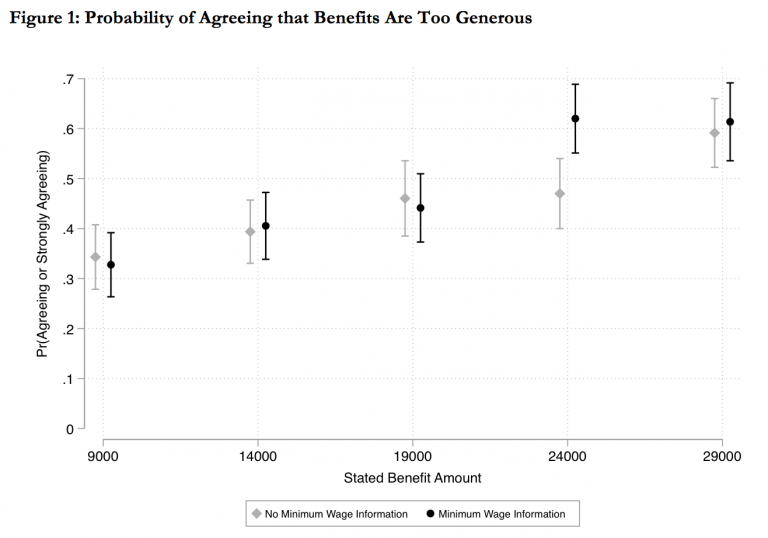 Figure 1: Probability of Agreeing that Benefits Are Too Generous
Pr(Agreeing or Strongly Agreeing)
.7
.6
.5
.4
.3
.2
.1
0
9000 14000 19000 24000 29000
Stated Benefit Amount
No Minimum Wage Information Minimum Wage Information